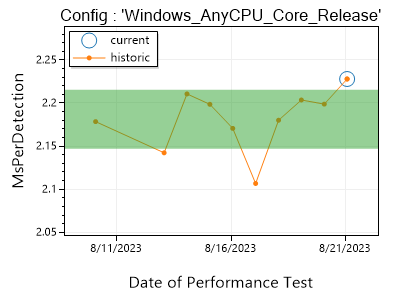 Config : 'Windows_AnyCPU_Core_Release'
current
historic
MsPerDetection
2.25
2.2
2.15
2.1
2.05
8/11/2023
8/16/2023
8/21/2023
Date of Performance Test